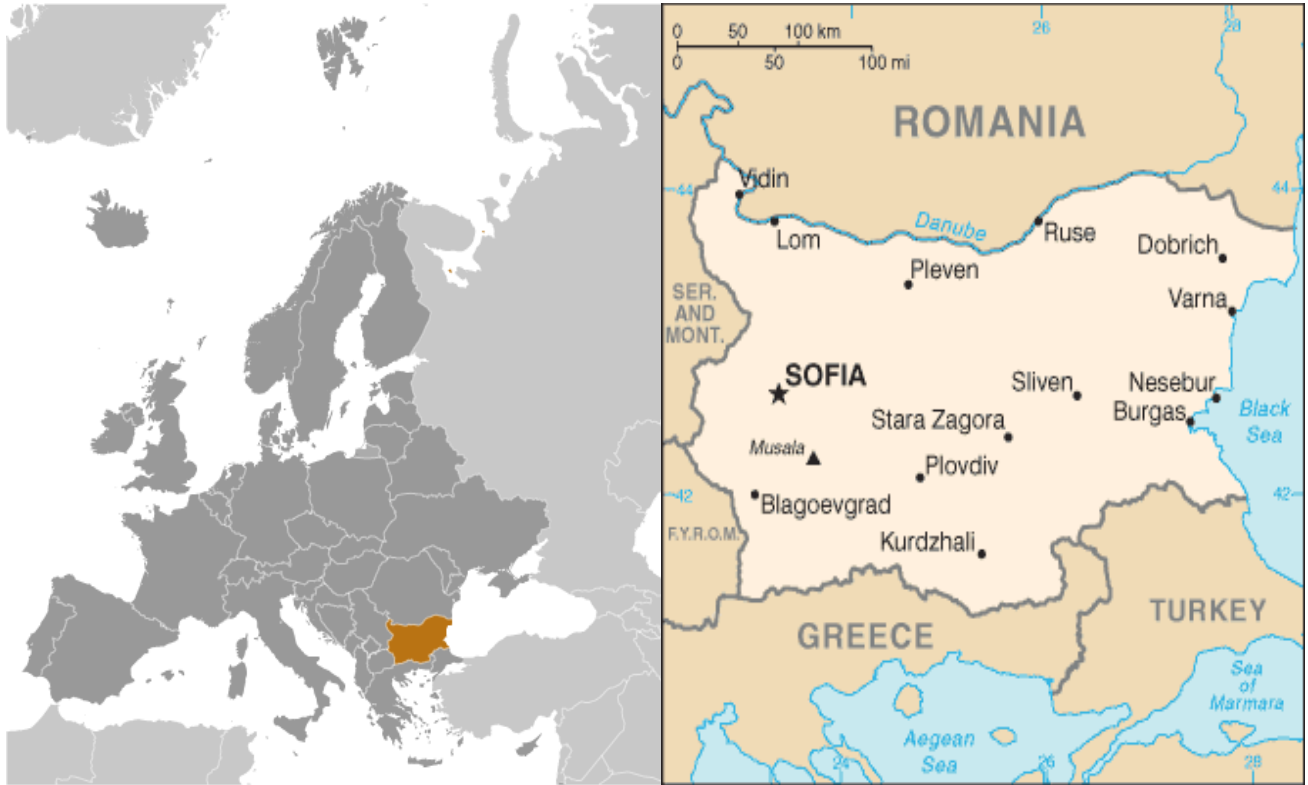 0 50 100 km
0 50 100 mi
26
28
ROMANIA
44
Vidin
44
Danube
Lom
Ruse
Dobrich
Pleven
SER.
AND
MONT.
Varna
SOFIA
Sliven
Nesebur
Burgas
Black
Sea
Stara Zagora
Musala
Plovdiv
42
Blagoevgrad
42
F.Y.R.O.M.
Kurdzhali
TURKEY
GREECE
Sea
of
Marmara
Aegean
Sea
24
26
28